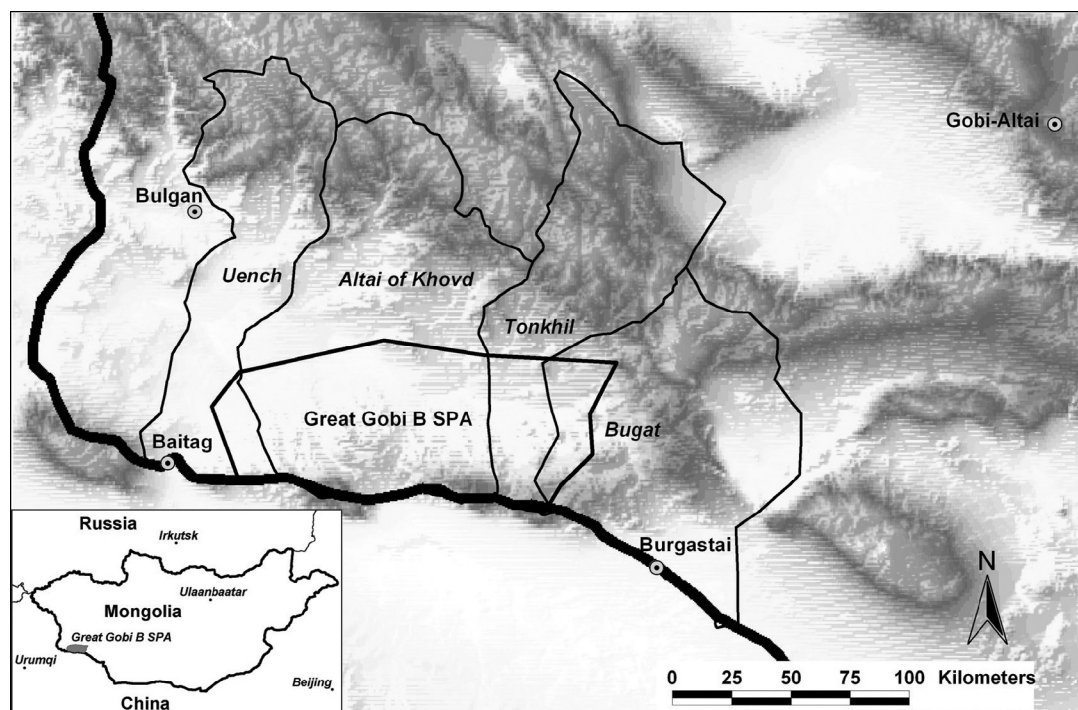 Gobi-Altai
Bulgan
Uench
Altai of Khovd
Tonkhil
Great Gobi B SPA
Bugat
Baitag
Burgastai
N
0 25 50 75 100 Kilometers
Russia
Irkutsk
Ulaanbaatar
Mongolia
Great Gobi B SPA
Urumqi
Beijing
China